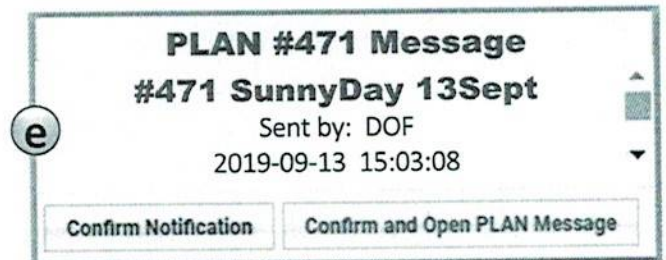 PLAN #471 Message
#471 SunnyDay 13Sept
e
Sent by: DOF
2019-09-13 15:03:08
Confirm Notification
Confirm and Open PLAN Message